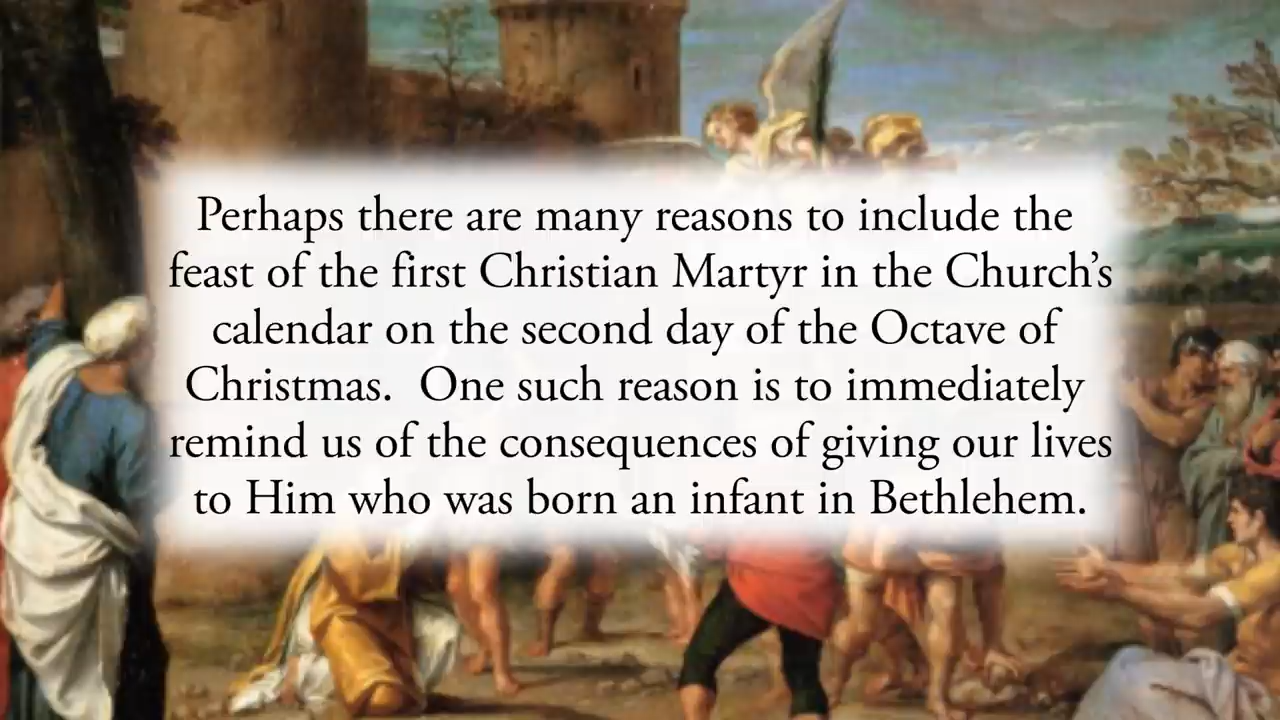 Perhaps there are many reasons to include the
feast of the first Christian Martyr in the Church’s
calendar on the second day of the Octave of
Christmas.  One such reason is to immediately
remind us of the consequences of giving our lives
to Him who was born an infant in Bethlehem.